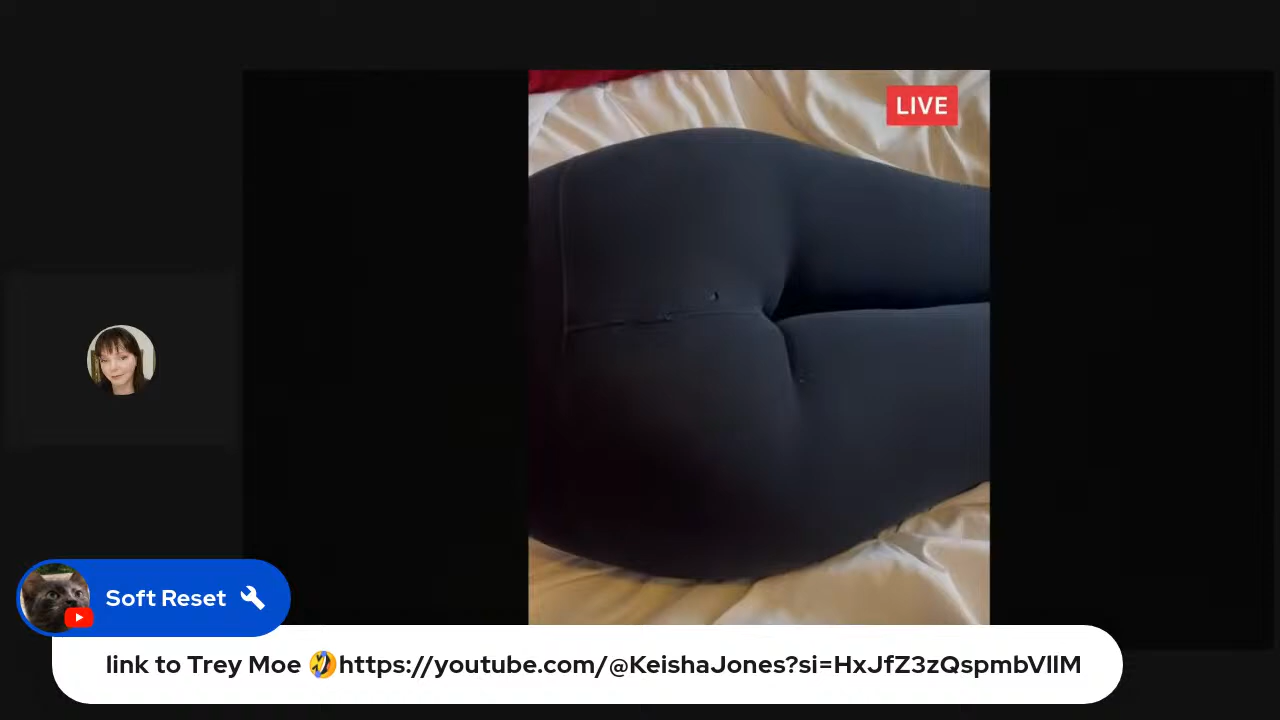 LIVE
Soft Reset
link to Trey Moe 🤣https://youtube.com/@KeishaJones?si=HxJfZ3zQspmbVllM